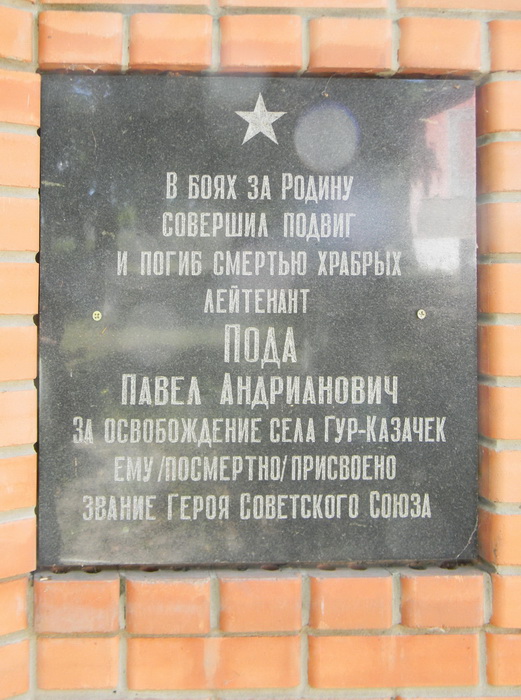 В боях за Родину
совершил подвиг
и погиб смертью храбрых
лейтенант
Пода
Павел Андрианович
За освобождение села Гур-Казачек
ему /посмертно/ присвоено
звание Героя Советского Союза